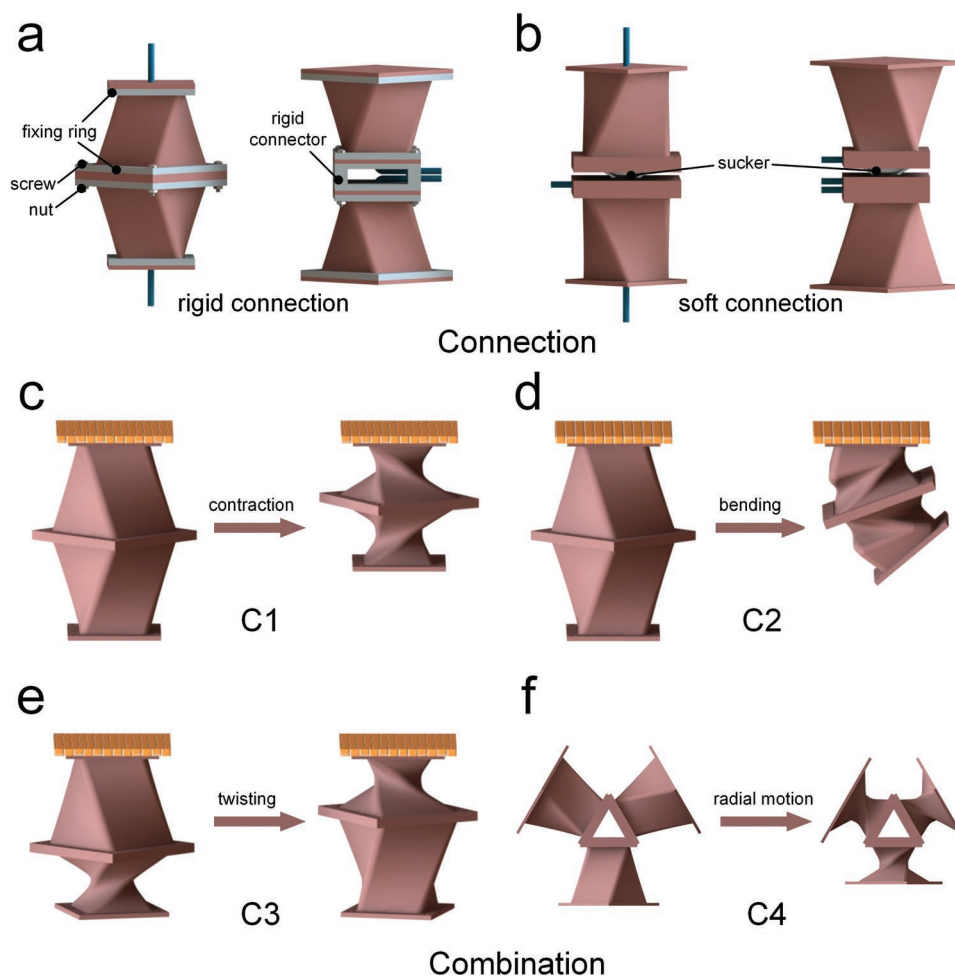 a
b
fixing ring
screw
nut
rigid
connector
sucker
rigid connection
soft connection
Connection
c
d
contraction
bending
C1
C2
e
f
twisting
radial motion
C3
C4
Combination